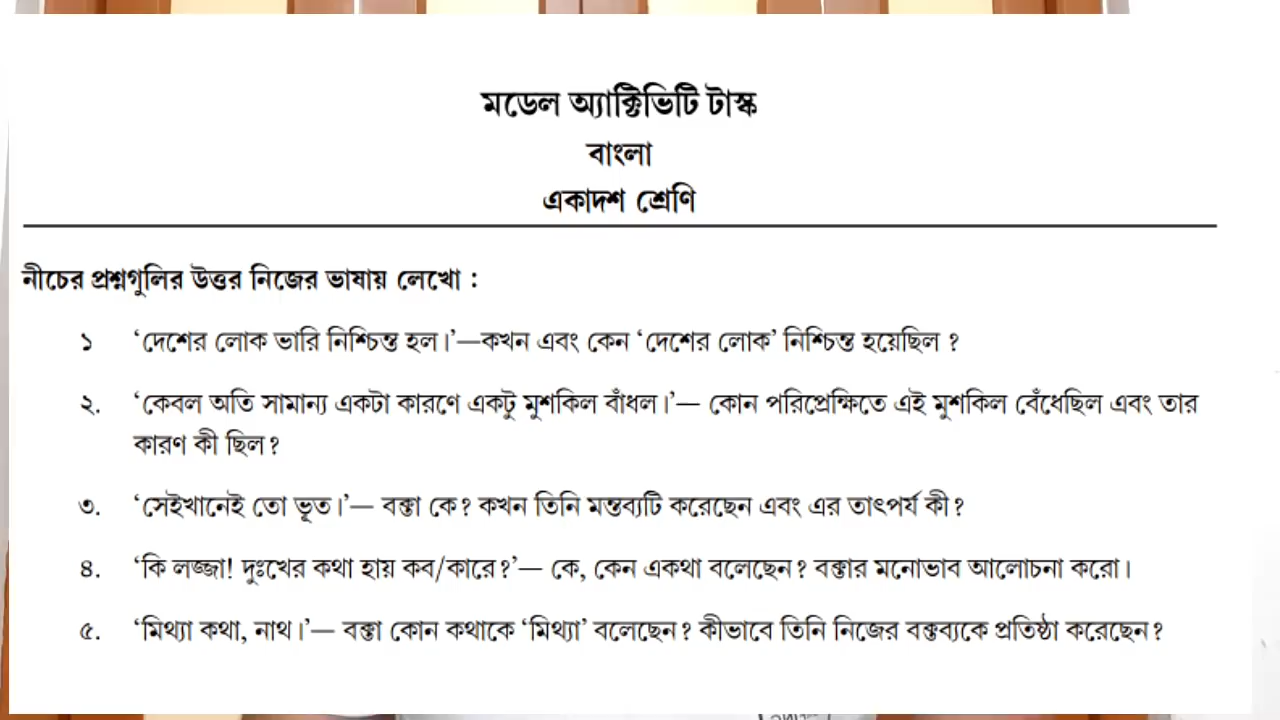 মডেল অ্যাক্টিভিটি টাস্ক
বাংলা
একাদশ শ্রেণি
নীচের প্রশ্নগুলির উত্তর নিজের ভাষায় লেখো :
১ ‘দেশের লোক ভারি নিশ্চিন্ত হল।’—কখন এবং কেন ‘দেশের লোক’ নিশ্চিন্ত হয়েছিল ?
২. ‘কেবল অতি সামান্য একটা কারণে একটু মুশকিল বাঁধল।’— কোন পরিপ্রেক্ষিতে এই মুশকিল বেঁধেছিল এবং তার
কারণ কী ছিল?
৩. ‘সেইখানেই তো ভূত।’— বক্তা কে? কখন তিনি মন্তব্যটি করেছেন এবং এর তাৎপর্য কী?
৪. ‘কি লজ্জা! দুঃখের কথা হায় কব/কারে?’— কে, কেন একথা বলেছেন? বক্তার মনোভাব আলোচনা করো।
৫. ‘মিথ্যা কথা, নাথ।’— বক্তা কোন কথাকে ‘মিথ্যা’ বলেছেন? কীভাবে তিনি নিজের বক্তব্যকে প্রতিষ্ঠা করেছেন?